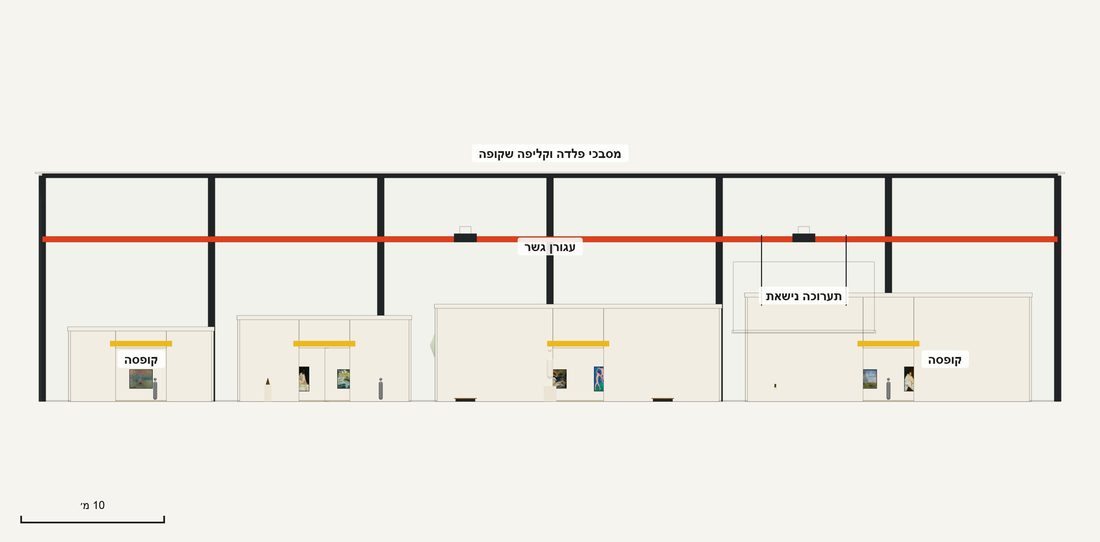 מסבכי פלדה וקליפה שקופה
עגורן גשר
תערוכה נישאת
קופסה
קופסה
10 מ׳